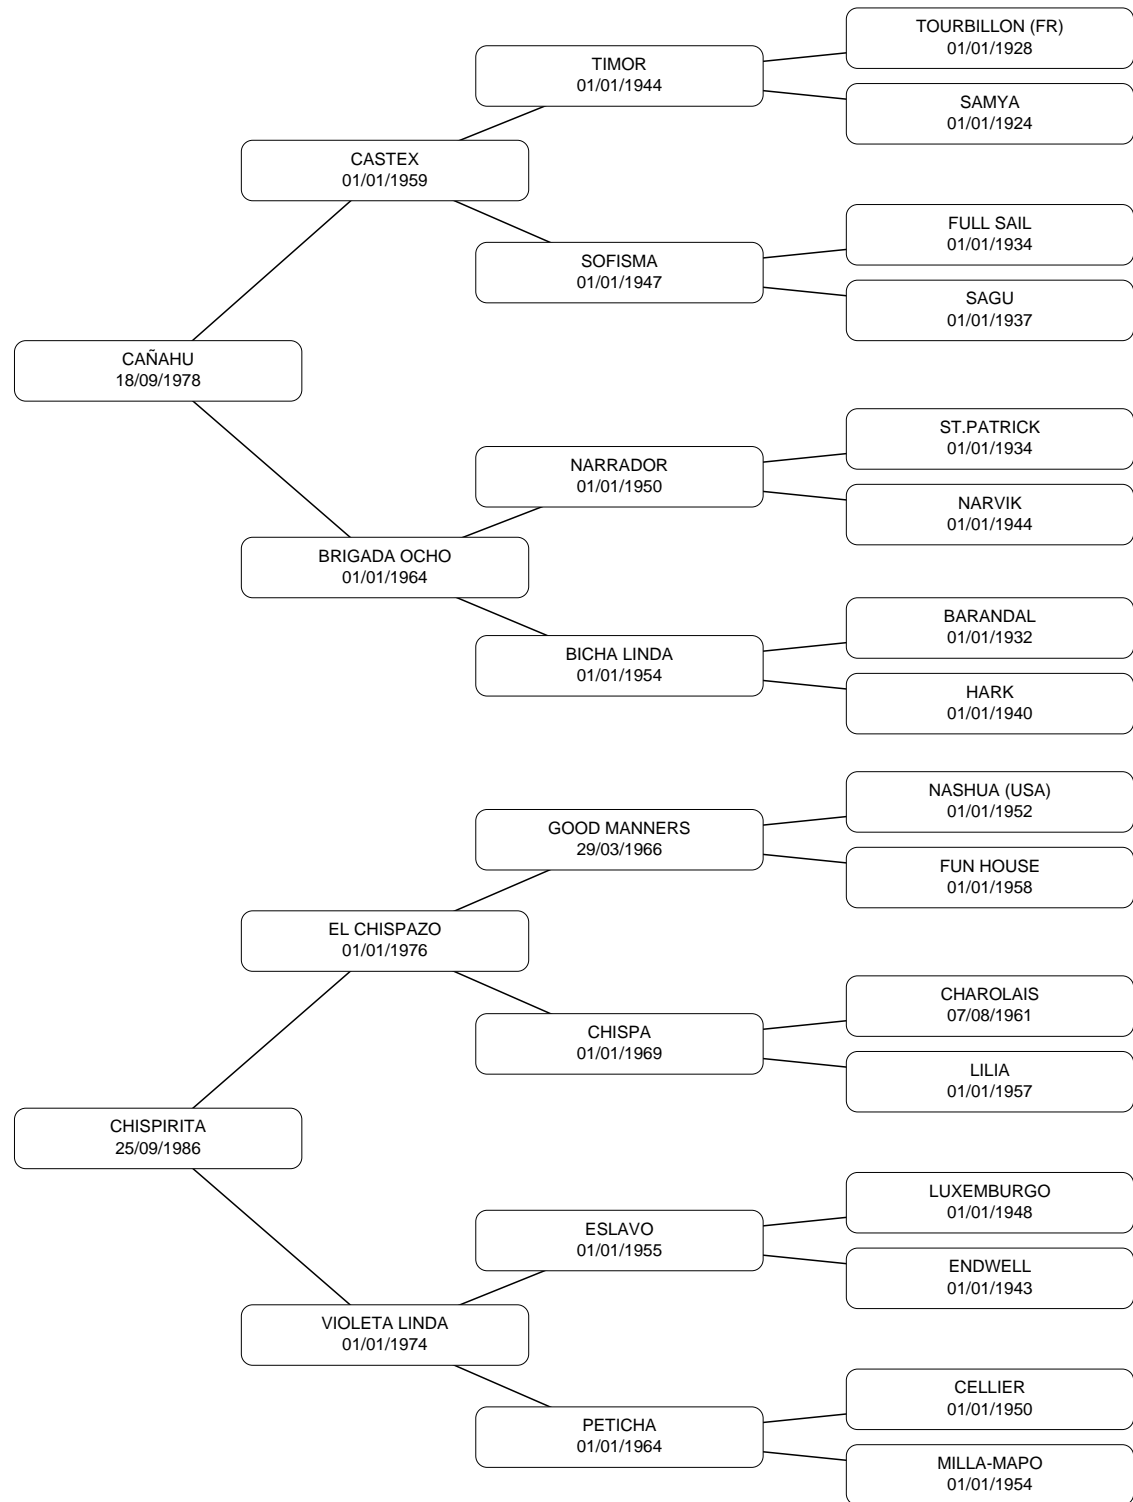 TOURBILLON (FR)
01/01/1928
TIMOR
01/01/1944
SAMYA
01/01/1924
CASTEX
01/01/1959
FULL SAIL
01/01/1934
SOFISMA
01/01/1947
SAGU
01/01/1937
CAÑAHU
18/09/1978
ST.PATRICK
01/01/1934
NARRADOR
01/01/1950
NARVIK
01/01/1944
BRIGADA OCHO
01/01/1964
BARANDAL
01/01/1932
BICHA LINDA
01/01/1954
HARK
01/01/1940
NASHUA (USA)
01/01/1952
GOOD MANNERS
29/03/1966
FUN HOUSE
01/01/1958
EL CHISPAZO
01/01/1976
CHAROLAIS
07/08/1961
CHISPA
01/01/1969
LILIA
01/01/1957
CHISPIRITA
25/09/1986
LUXEMBURGO
01/01/1948
ESLAVO
01/01/1955
ENDWELL
01/01/1943
VIOLETA LINDA
01/01/1974
CELLIER
01/01/1950
PETICHA
01/01/1964
MILLA-MAPO
01/01/1954